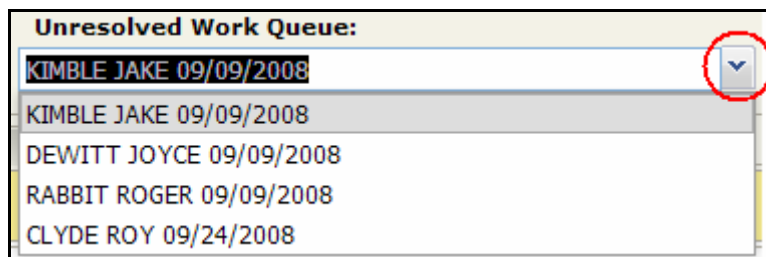 Unresolved Work Queue:
KIMBLE JAKE 09/09/2008
KIMBLE JAKE 09/09/2008
DEWITT JOYCE 09/09/2008
RABBIT ROGER 09/09/2008
CLYDE ROY 09/24/2008